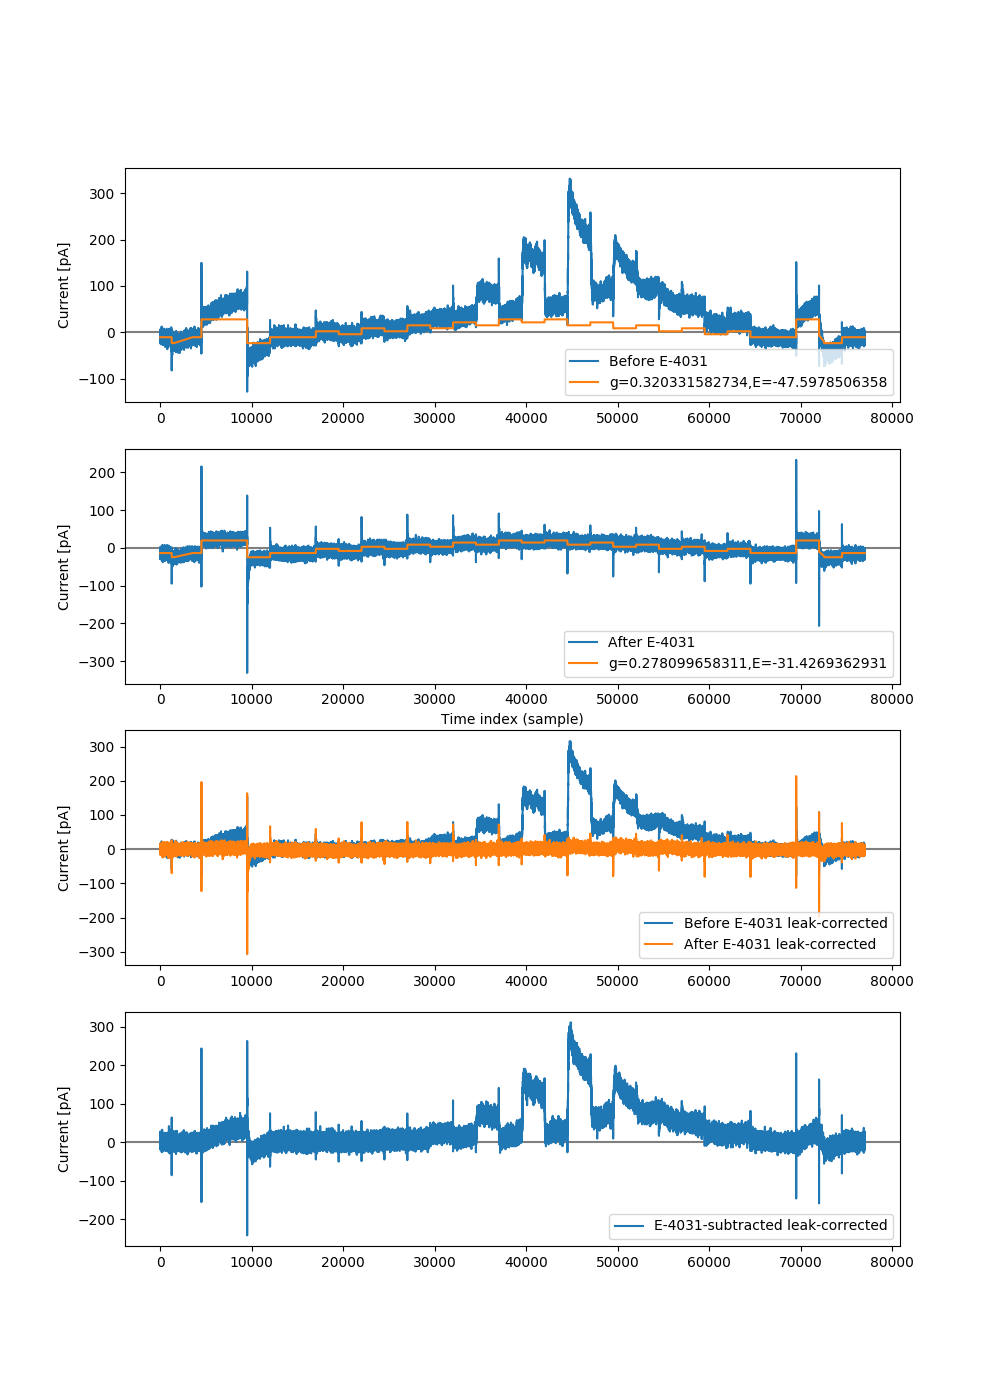 300
200
100
0
−100
Current [pA]
Before E-4031
g=0.320331582734,E=-47.5978506358
0 10000 20000 30000 40000 50000 60000 70000 80000
200
100
0
−100
−200
−300
Current [pA]
After E-4031
g=0.278099658311,E=-31.4269362931
0 10000 20000 30000 40000 50000 60000 70000 80000
Time index (sample)
300
200
100
0
−100
−200
−300
Current [pA]
Before E-4031 leak-corrected
After E-4031 leak-corrected
0 10000 20000 30000 40000 50000 60000 70000 80000
300
200
100
0
−100
−200
Current [pA]
E-4031-subtracted leak-corrected
0 10000 20000 30000 40000 50000 60000 70000 80000